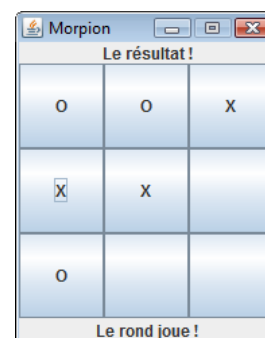 Morpion
Le résultat !
O O X
X X
O
Le rond joue !